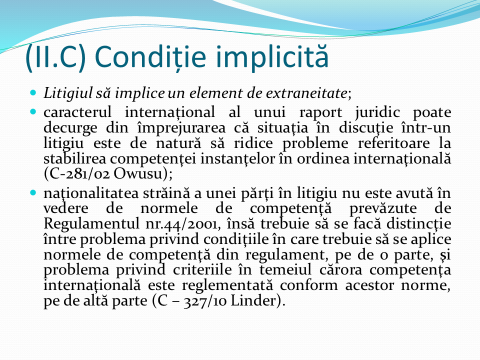 (II.C) Condiție implicită
Litigiul să implice un element de extraneitate;
caracterul internațional al unui raport juridic poate
decurge din împrejurarea că situația în discuție într-un
litigiu este de natură să ridice probleme referitoare la
stabilirea competenței instanțelor în ordinea internațională
(C-281/02 Owusu);
naționalitatea străină a unei părți în litigiu nu este avută în
vedere de normele de competență prevăzute de
Regulamentul nr.44/2001, însă trebuie să se facă distincție
între problema privind condițiile în care trebuie să se aplice
normele de competență din regulament, pe de o parte, și
problema privind criteriile în temeiul cărora competența
internațională este reglementată conform acestor norme,
pe de altă parte (C – 327/10 Linder).